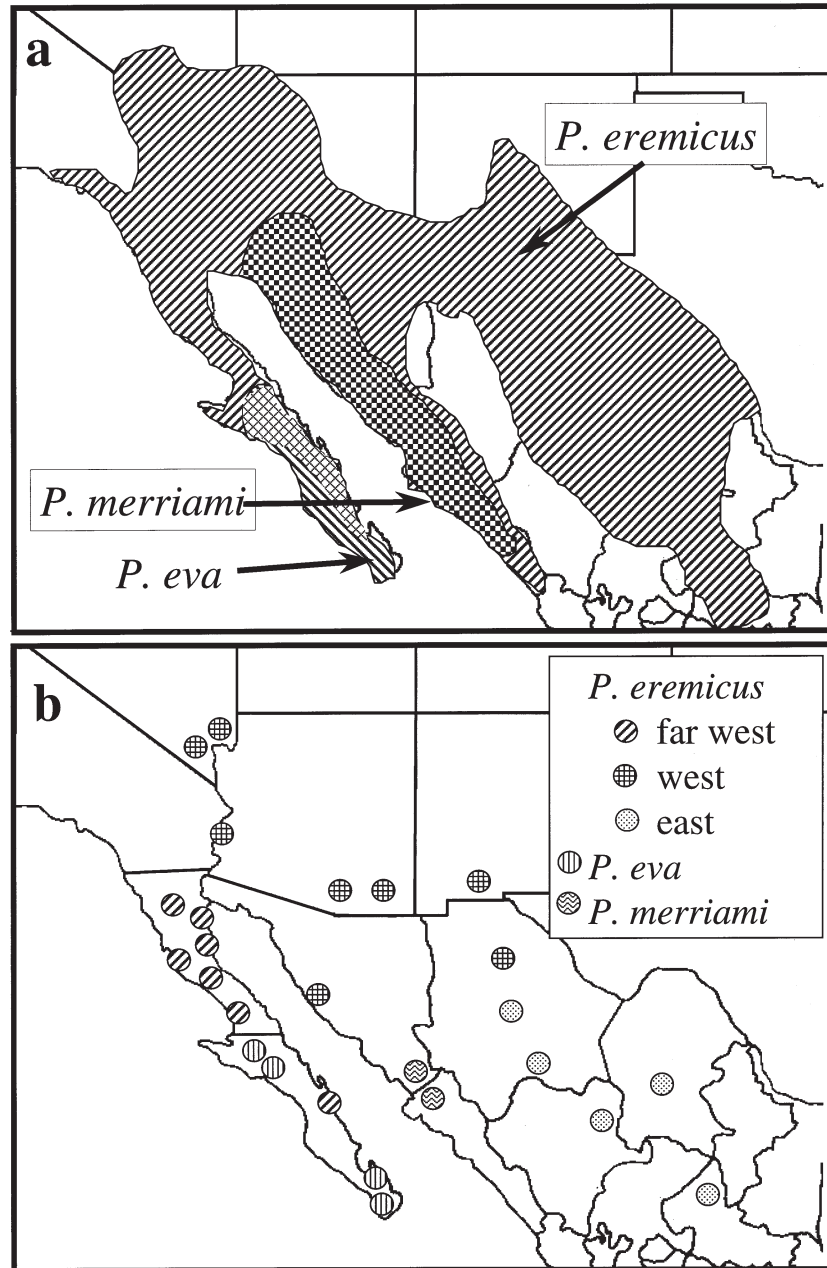 a
P. eremicus
P. merriami
P. eva
b
P. eremicus
far west
west
east
P. eva
P. merriami